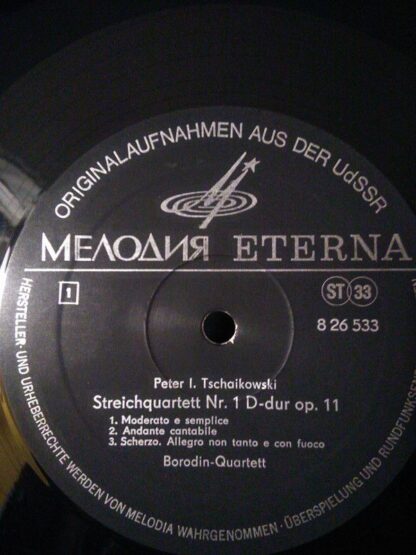 ORIGINALAUFNAHMEN AUS DER UdSSR
МЕЛОДИЯ ETERNA
1
ST 33
8 26 533
Peter I. Tschaikowski
Streichquartett Nr. 1 D-dur op. 11
1. Moderato e semplice
2. Andante cantabile
3. Scherzo. Allegro non tanto e con fuoco
Borodin-Quartett
HERSTELLER- UND URHEBERRECHTE WERDEN VON MELODIA WAHRGENOMMEN · ÜBERSPIELUNG UND RUNDFUNKS